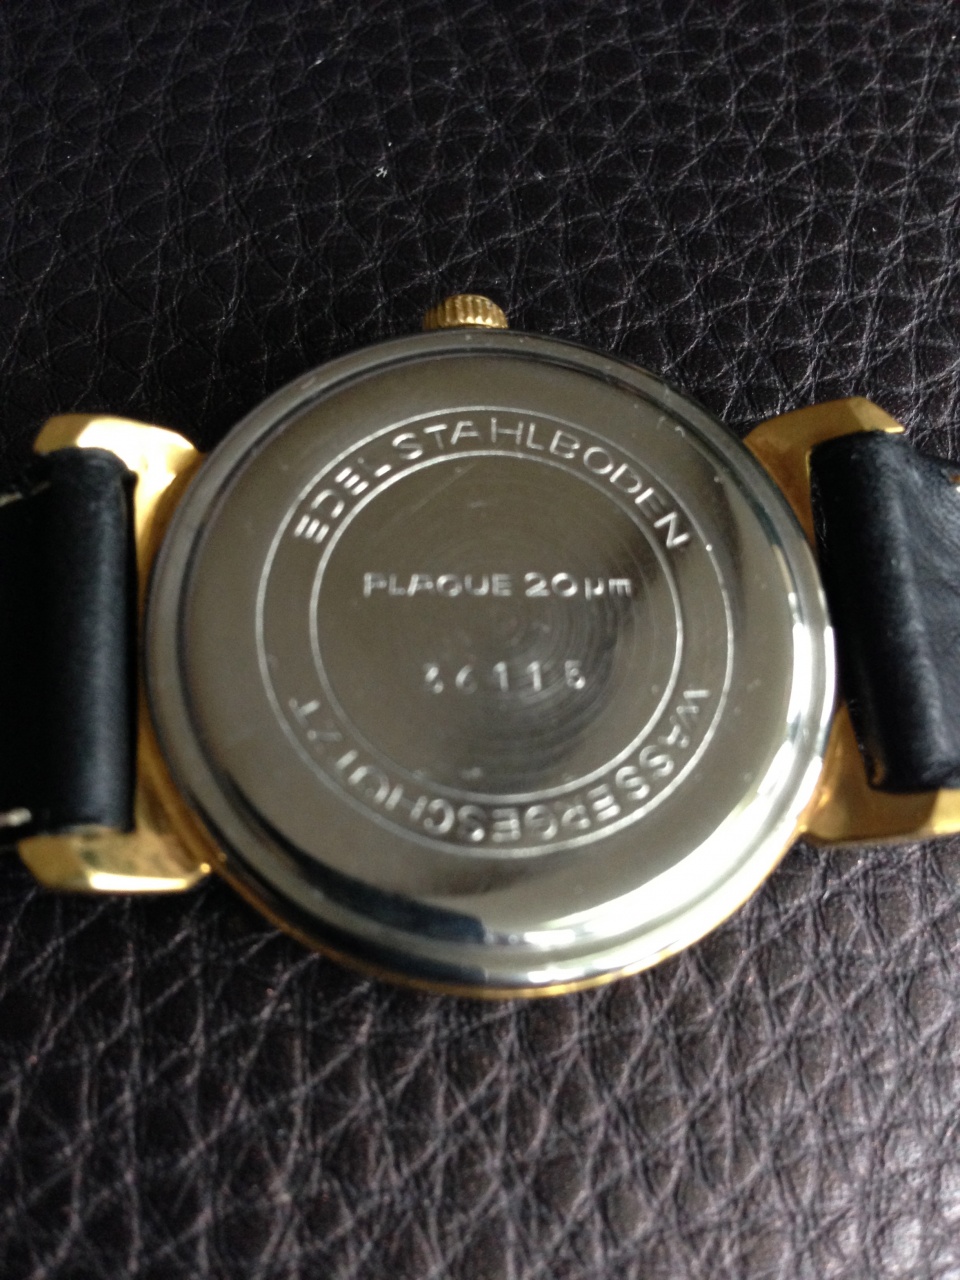 EDELSTAHLBODEN
PLAQUE 20 µm
WASSERGESCHÜTZT